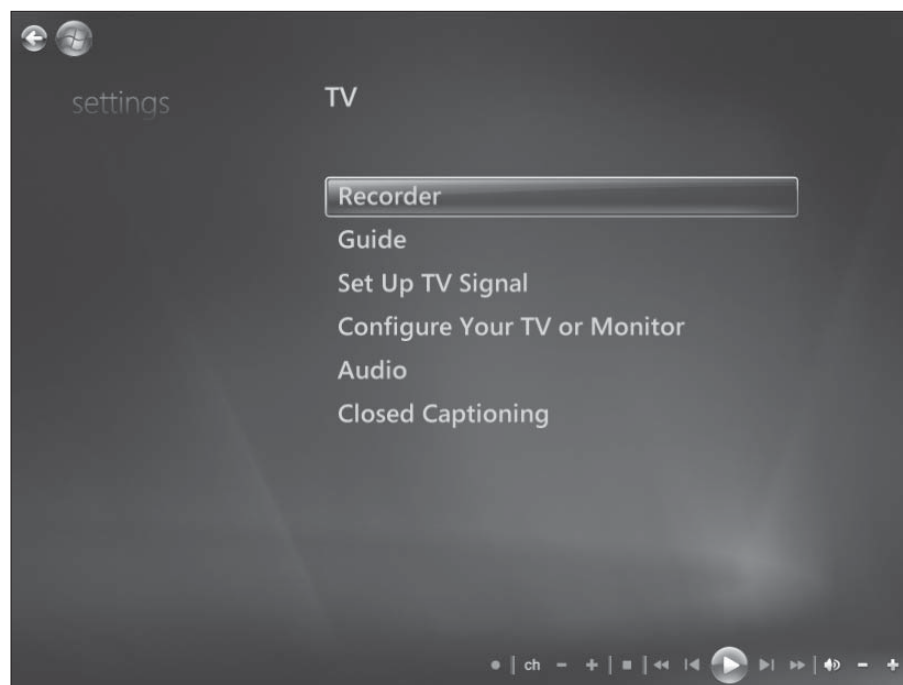 settings
TV
Recorder
Guide
Set Up TV Signal
Configure Your TV or Monitor
Audio
Closed Captioning
ch